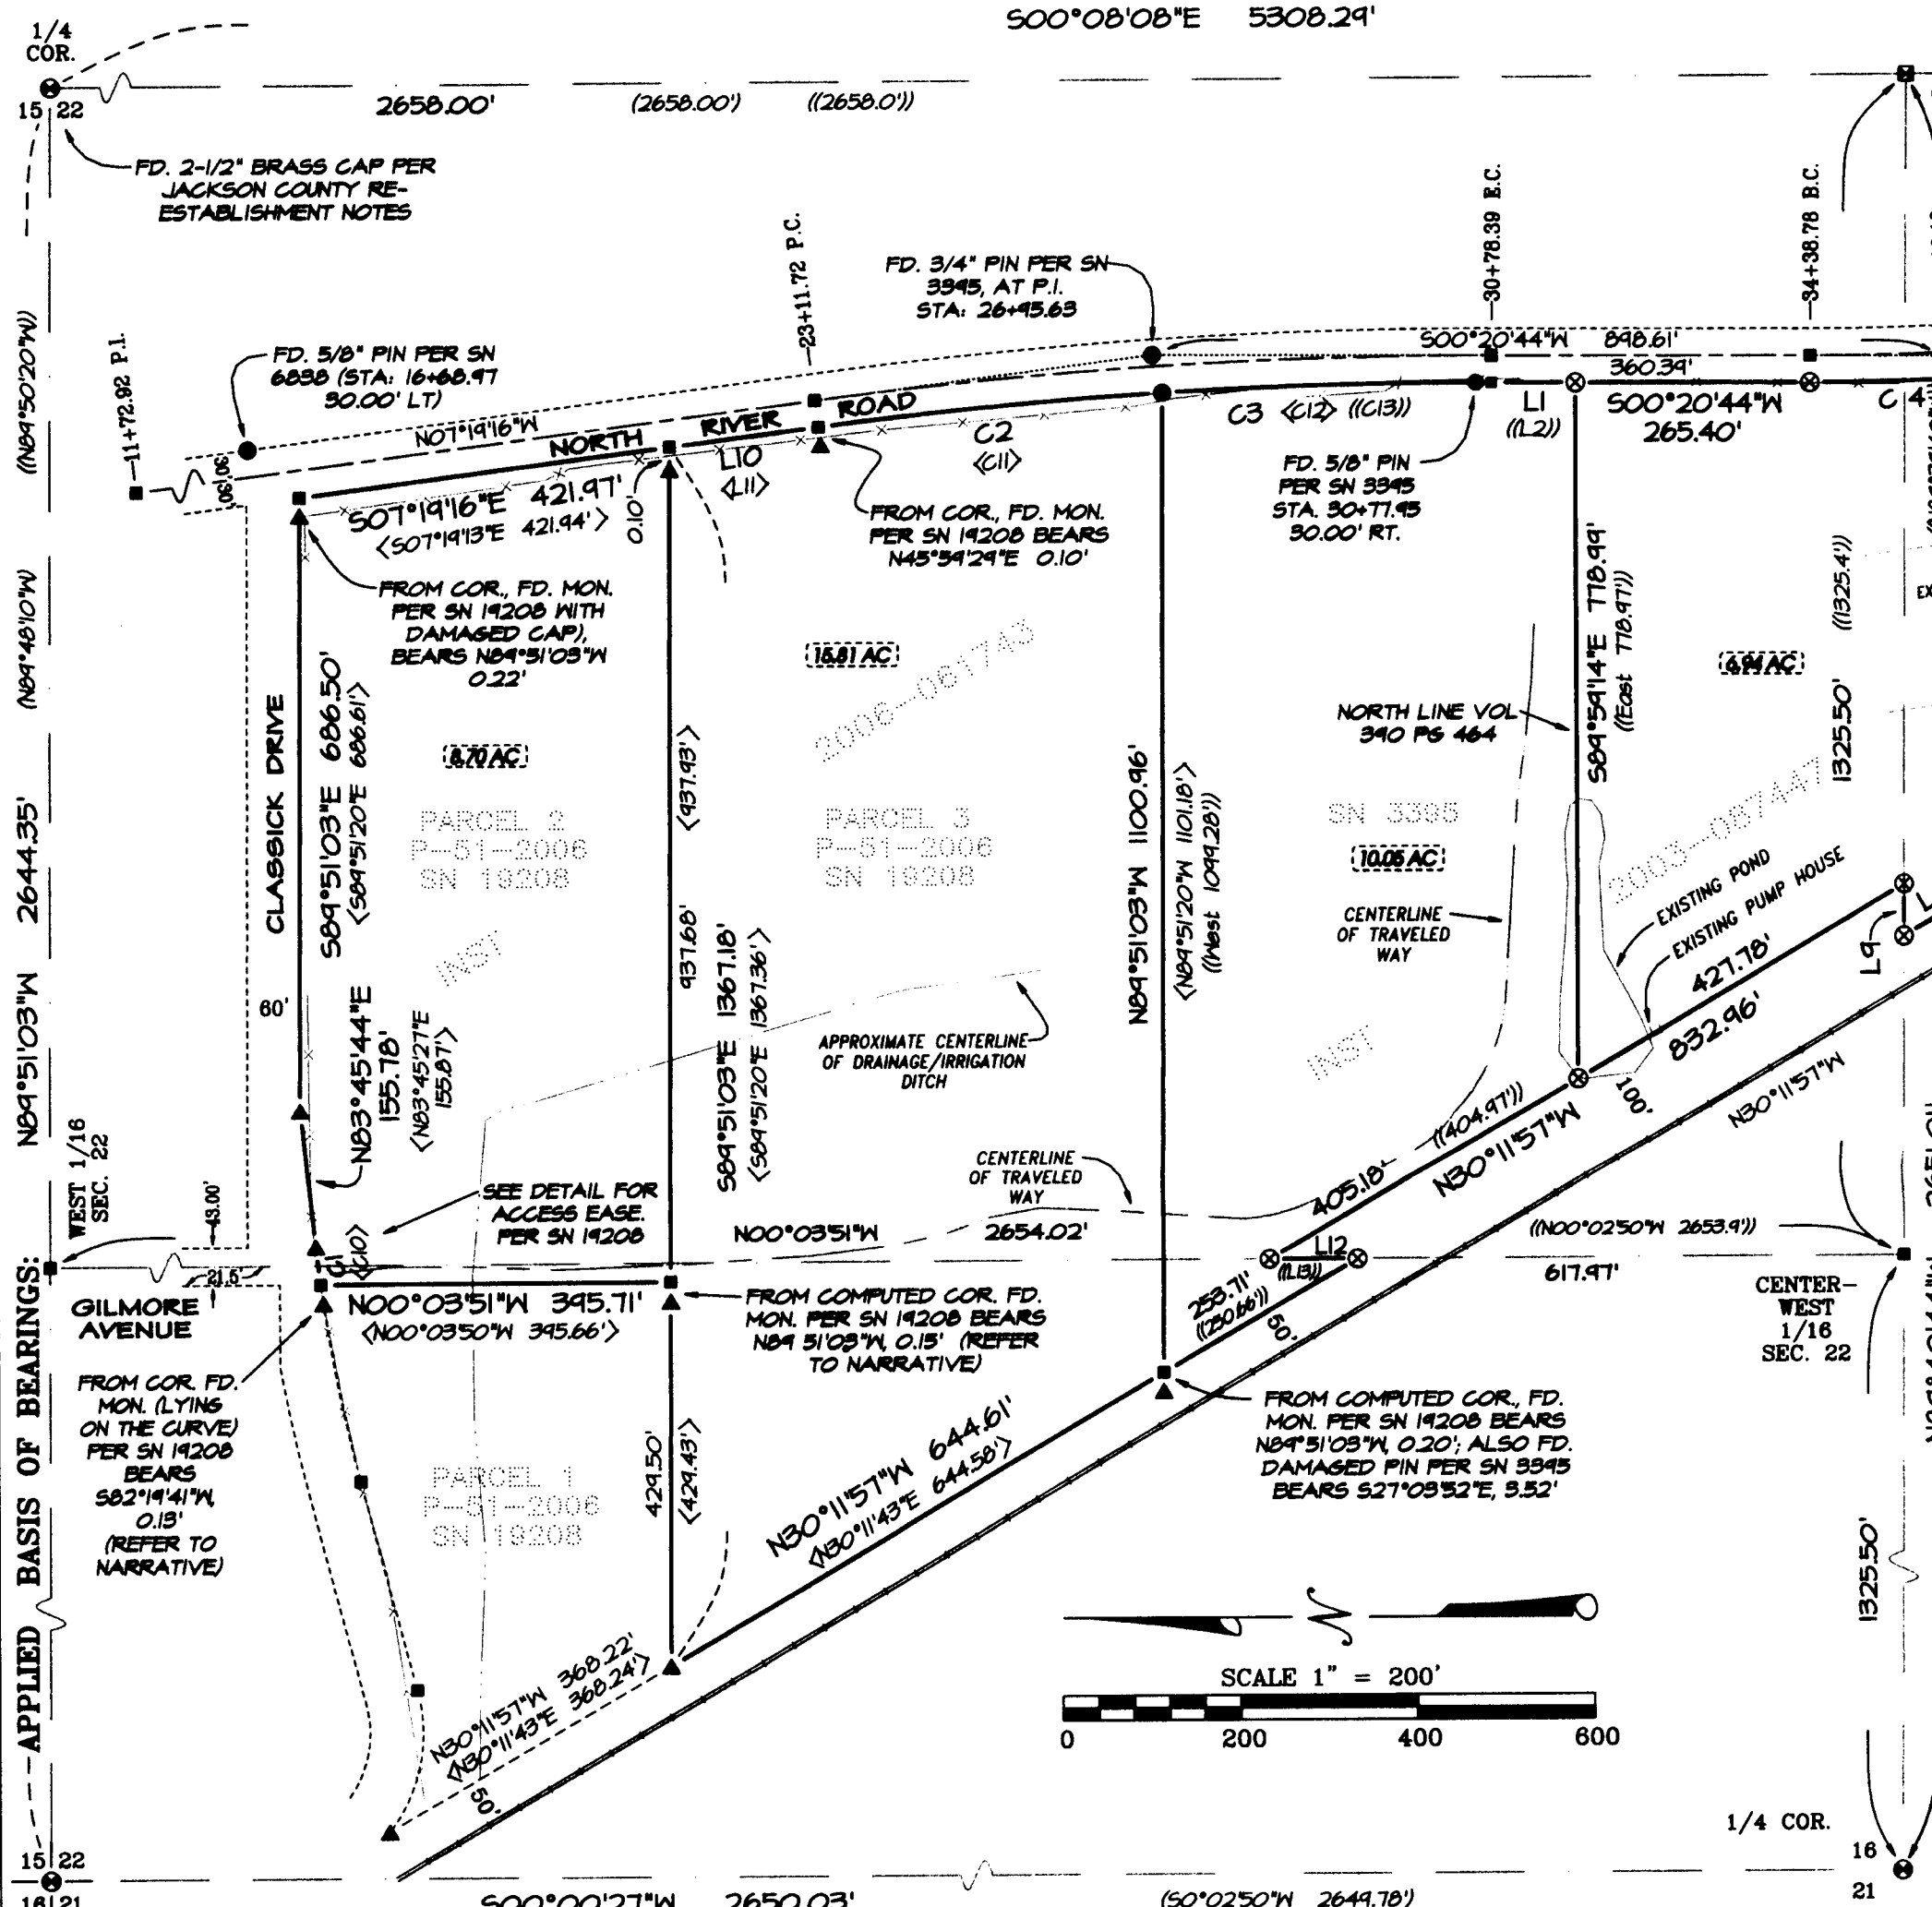 S00°08'08"E 5308.29'
1/4
COR.
15 22
2658.00' (2658.00') ((2658.0'))
FD. 2-1/2" BRASS CAP PER
JACKSON COUNTY RE-
ESTABLISHMENT NOTES
11+72.92 P.I.
23+11.72 P.C.
30+78.39 E.C.
34+38.78 B.C.
FD. 3/4" PIN PER SN
3395, AT P.I.
STA: 26+95.63
FD. 5/8" PIN PER SN
6838 (STA: 16+68.97
30.00' LT)
S00°20'44"W 898.61'
360.39'
N07°19'16"W
NORTH RIVER ROAD
30' 30'
L10
<L11>
C2
<C11>
C3 <C12> ((C13))
L1
((L2))
S00°20'44"W
265.40'
C14
S07°19'16"E 421.97'
<S07°19'13"E 421.94'>
0.10'
FROM COR., FD. MON.
PER SN 19208 BEARS
N45°59'29"E 0.10'
FD. 5/8" PIN
PER SN 3395
STA. 30+77.95
30.00' RT.
FROM COR., FD. MON.
PER SN 19208 WITH
DAMAGED CAP),
BEARS N89°51'03"W
0.22'
((N89°50'20"W))
(N89°48'10"W)
N89°51'03"W 2644.35'
APPLIED BASIS OF BEARINGS:
CLASSICK DRIVE
S89°51'03"E 686.50'
<S89°51'20"E 686.61'>
8.70 AC
PARCEL 2
P-51-2006
SN 19208
INST
2006-061743
15.81 AC
PARCEL 3
P-51-2006
SN 19208
<937.93'>
937.68'
S89°51'03"E 1367.18'
<S89°51'20"E 1367.36'>
N89°51'03"W 1100.96'
<N89°51'20"W 1101.18'>
((West 1099.28'))
NORTH LINE VOL
390 PG 464
S89°59'14"E 778.99'
((East 778.97'))
SN 3395
10.05 AC
6.94 AC
((1325.4'))
1325.50'
INST
2003-087447
EXISTING POND
EXISTING PUMP HOUSE
CENTERLINE
OF TRAVELED
WAY
L9
427.78'
832.96'
60'
N83°45'44"E
155.78'
<N83°45'27"E
155.87'>
APPROXIMATE CENTERLINE
OF DRAINAGE/IRRIGATION
DITCH
100'
N30°11'57"W
((404.97'))
405.18'
N30°11'57"W
WEST 1/16
SEC. 22
43.00'
21.5'
SEE DETAIL FOR
ACCESS EASE.
PER SN 19208
C1
<C10>
CENTERLINE
OF TRAVELED
WAY
N00°03'51"W 2654.02'
((N00°02'50"W 2653.9'))
L12
((L13))
617.97'
CENTER-
WEST
1/16
SEC. 22
GILMORE
AVENUE
N00°03'51"W 395.71'
<N00°03'50"W 395.66'>
FROM COMPUTED COR. FD.
MON. PER SN 19208 BEARS
N89 51'03"W, 0.15' (REFER
TO NARRATIVE)
253.71'
((250.66'))
50'
FROM COR. FD.
MON. (LYING
ON THE CURVE)
PER SN 19208
BEARS
S82°19'41"W,
0.13'
(REFER TO
NARRATIVE)
FROM COMPUTED COR., FD.
MON. PER SN 19208 BEARS
N89°51'03"W, 0.20'; ALSO FD.
DAMAGED PIN PER SN 3395
BEARS S27°03'52"E, 3.52'
PARCEL 1
P-51-2006
SN 19208
429.50'
<429.43'>
N30°11'57"W 644.61'
<N30°11'43"E 644.58'>
N30°11'57"W 368.22'
<N30°11'43"E 368.24'>
50'
1325.50'
SCALE 1" = 200'
0 200 400 600
1/4 COR.
16
21
15 22
16 21
S00°00'27"W 2650.03'
(S0°02'50"W 2649.78')